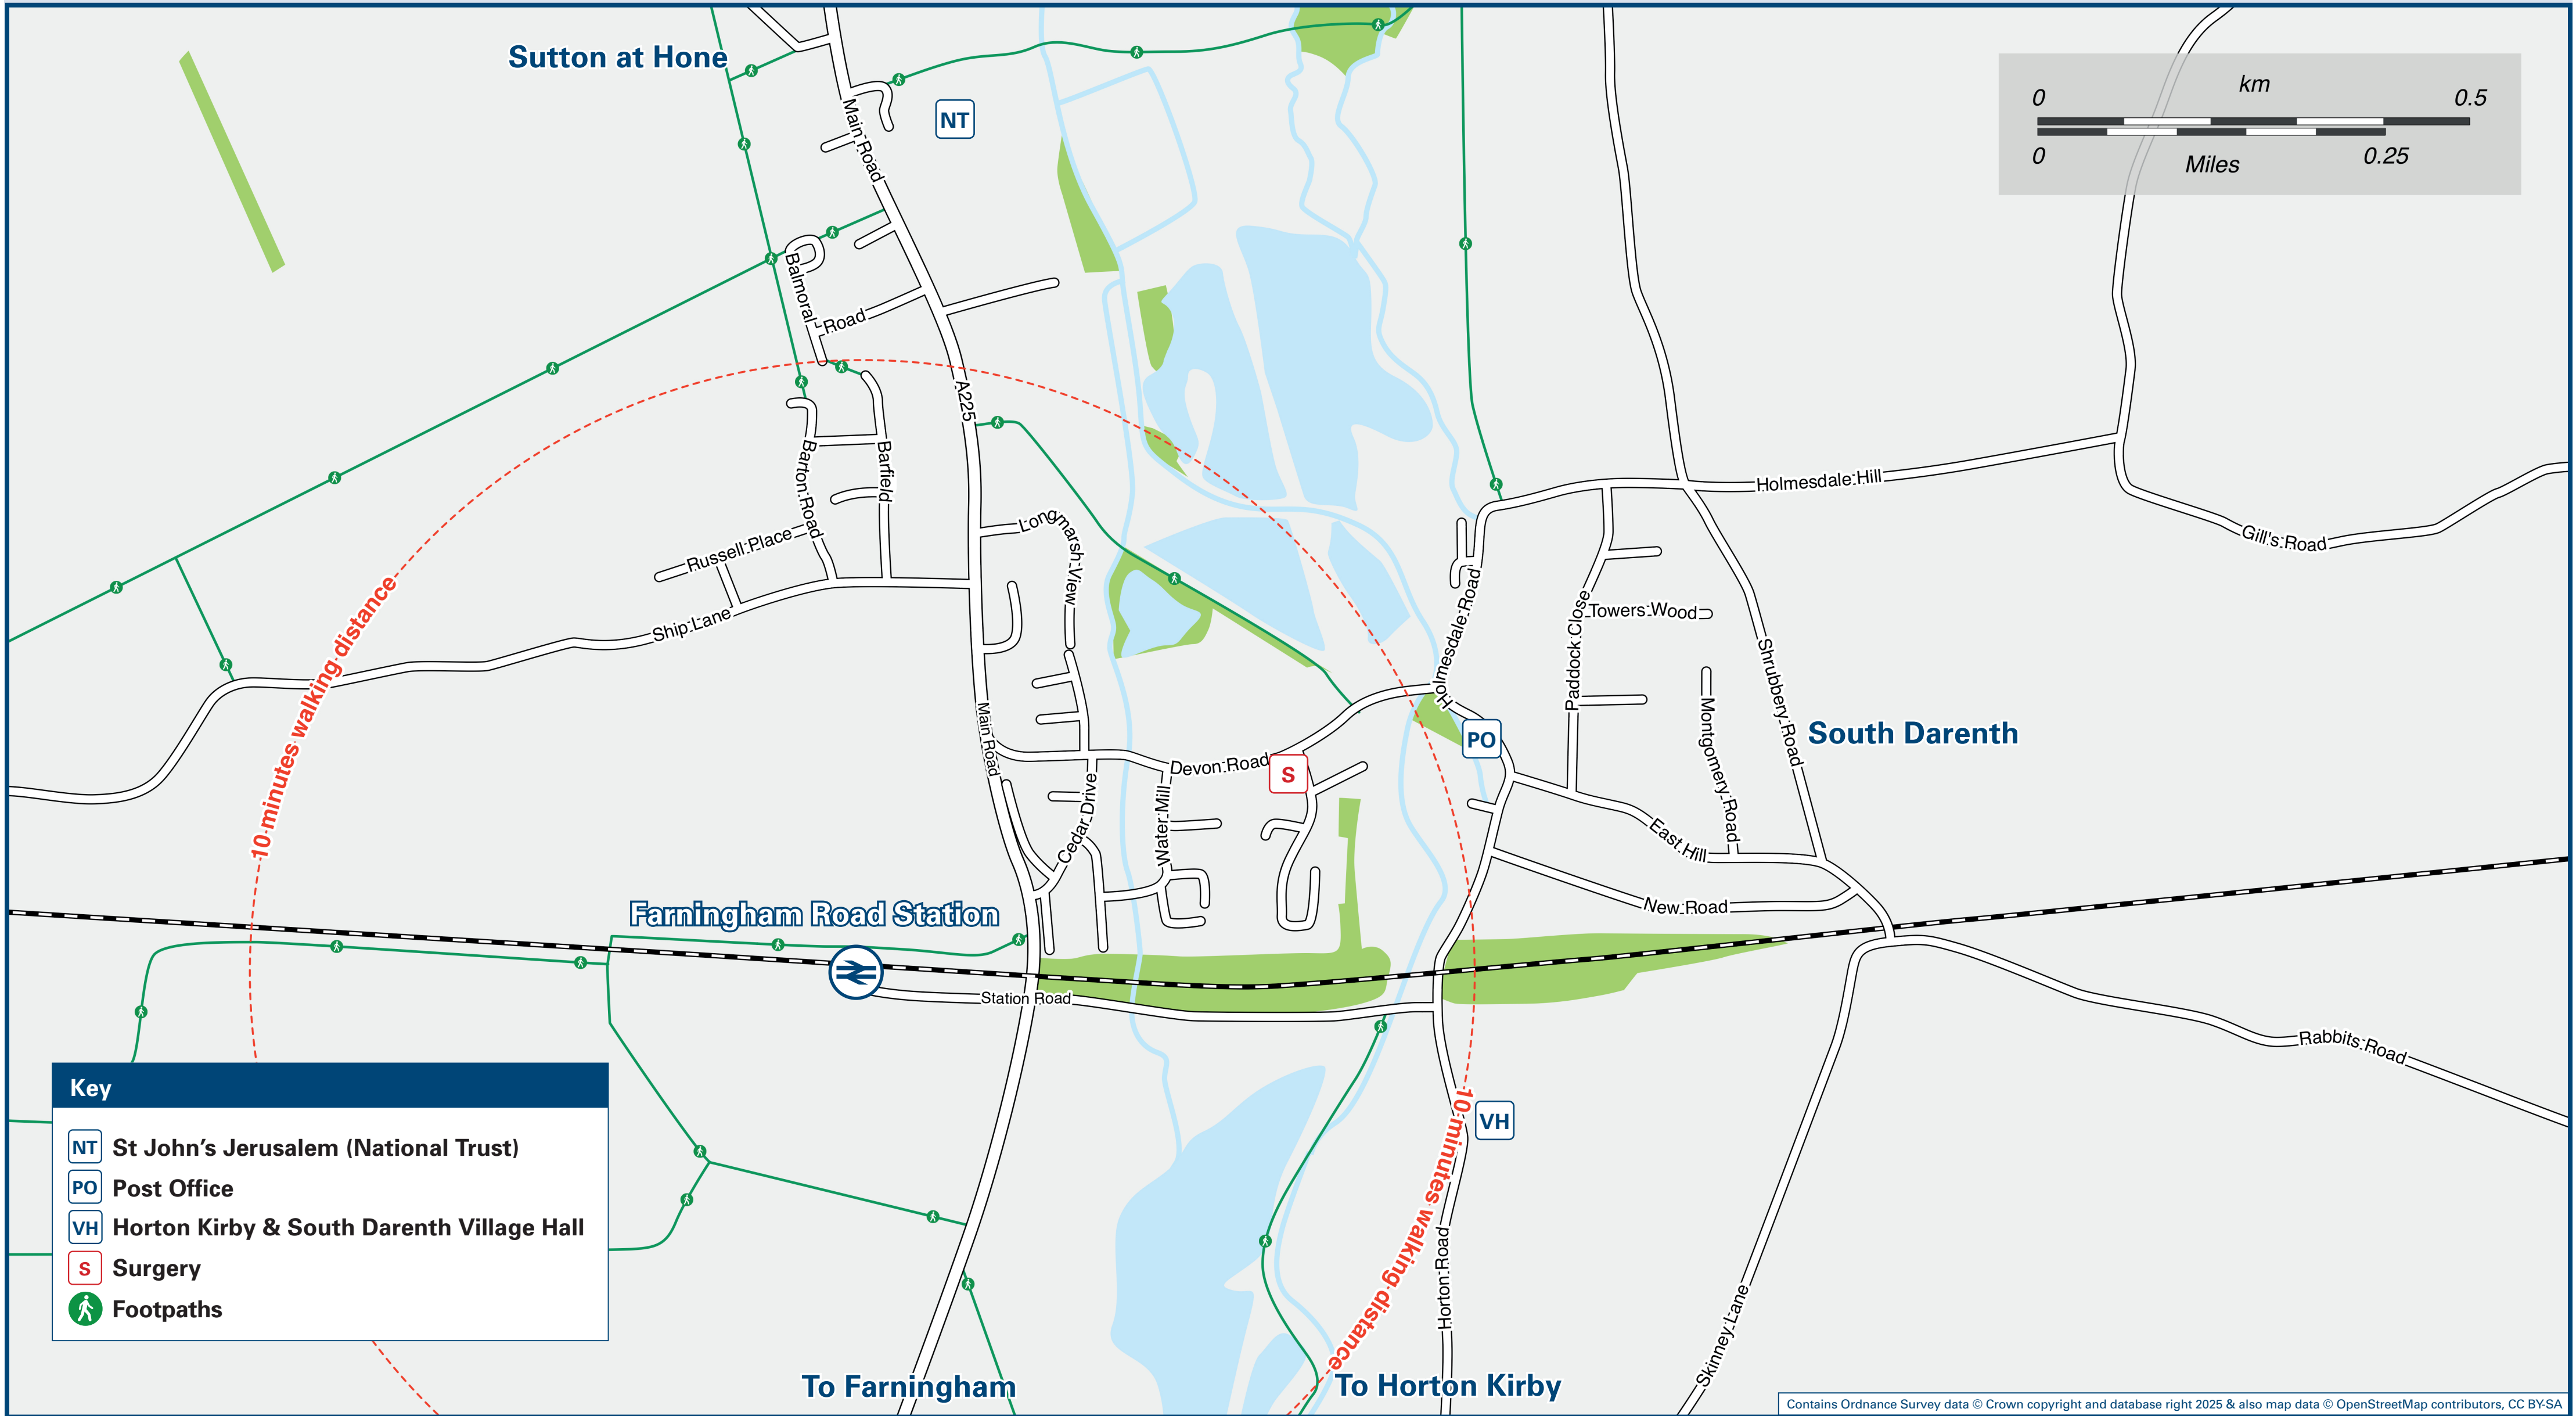 Sutton at Hone
NT
km
0
0.5
0
0.25
Miles
Main Road
Balmoral
Road
A225
Barton Road
Barfield
Holmesdale Hill
Longmarsh View
Russell Place
Gill's Road
Ship Lane
Holmesdale Road
Towers Wood
Paddock Close
10 minutes walking distance
Shrubbery Road
Main Road
Montgomery Road
South Darenth
PO
Devon Road
S
Cedar Drive
Water Mill
East Hill
New Road
Farningham Road Station
Station Road
Rabbits Road
Key
NT St John’s Jerusalem (National Trust)
PO Post Office
VH Horton Kirby & South Darenth Village Hall
S Surgery
Footpaths
VH
10 minutes walking distance
Horton Road
Skinney Lane
To Farningham
To Horton Kirby
Contains Ordnance Survey data © Crown copyright and database right 2025 & also map data © OpenStreetMap contributors, CC BY-SA